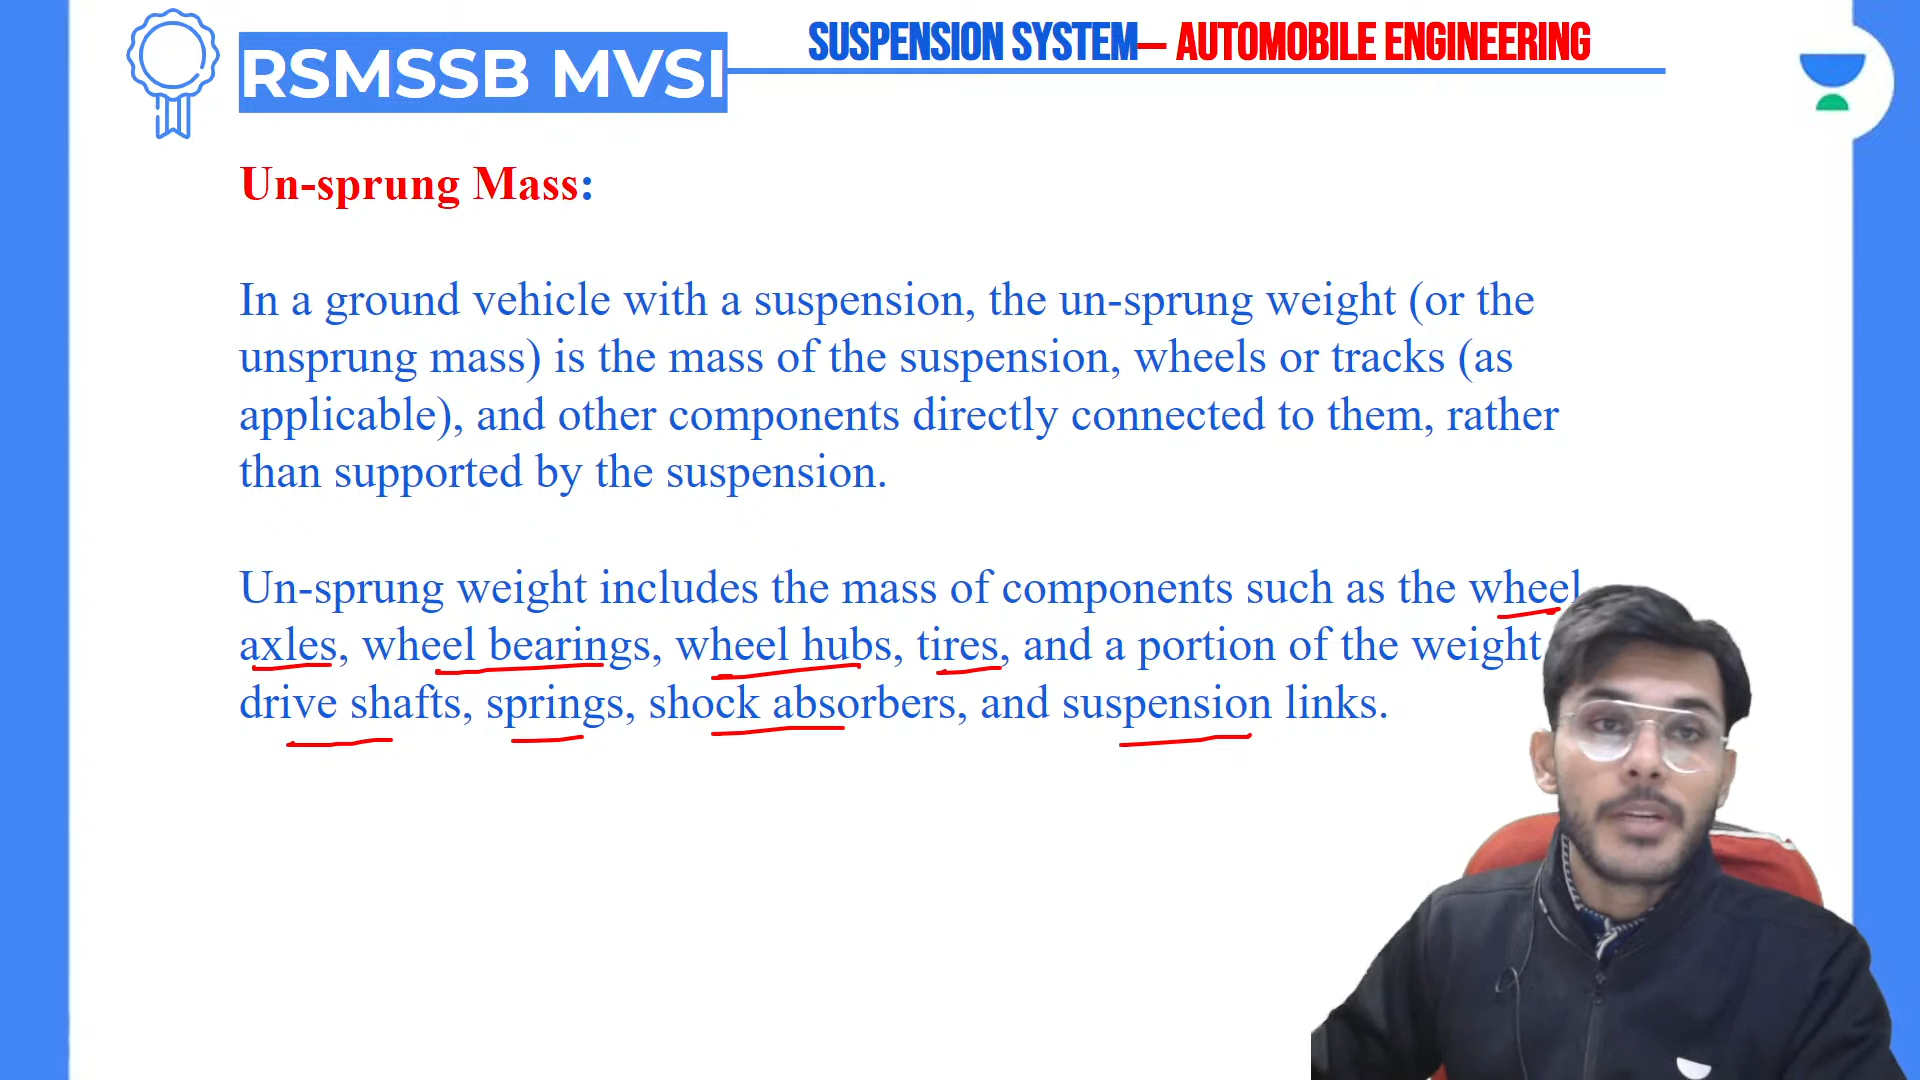 SUSPENSION SYSTEM— AUTOMOBILE ENGINEERING
RSMSSB MVSI
Un-sprung Mass:
In a ground vehicle with a suspension, the un-sprung weight (or the
unsprung mass) is the mass of the suspension, wheels or tracks (as
applicable), and other components directly connected to them, rather
than supported by the suspension.
Un-sprung weight includes the mass of components such as the wheel
axles, wheel bearings, wheel hubs, tires, and a portion of the weight
drive shafts, springs, shock absorbers, and suspension links.